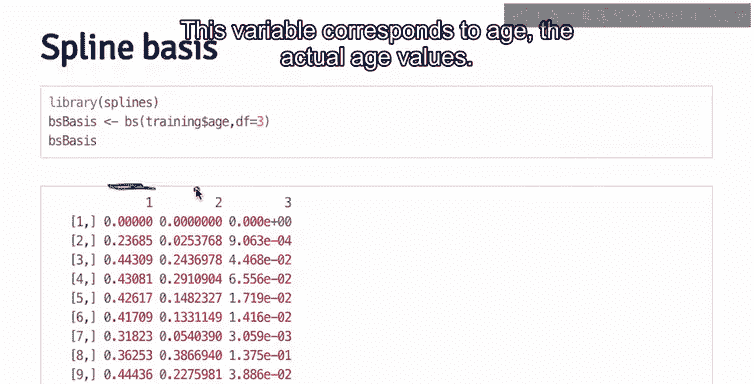 This variable corresponds to age, the
actual age values.
Spline basis
library(splines)
bsBasis <- bs(training$age,df=3)
bsBasis
1 2 3
[1,] 0.00000 0.0000000 0.000e+00
[2,] 0.23685 0.0253768 9.063e-04
[3,] 0.44309 0.2436978 4.468e-02
[4,] 0.43081 0.2910904 6.556e-02
[5,] 0.42617 0.1482327 1.719e-02
[6,] 0.41709 0.1331149 1.416e-02
[7,] 0.31823 0.0540390 3.059e-03
[8,] 0.36253 0.3866940 1.375e-01
[9,] 0.44436 0.2275981 3.886e-02